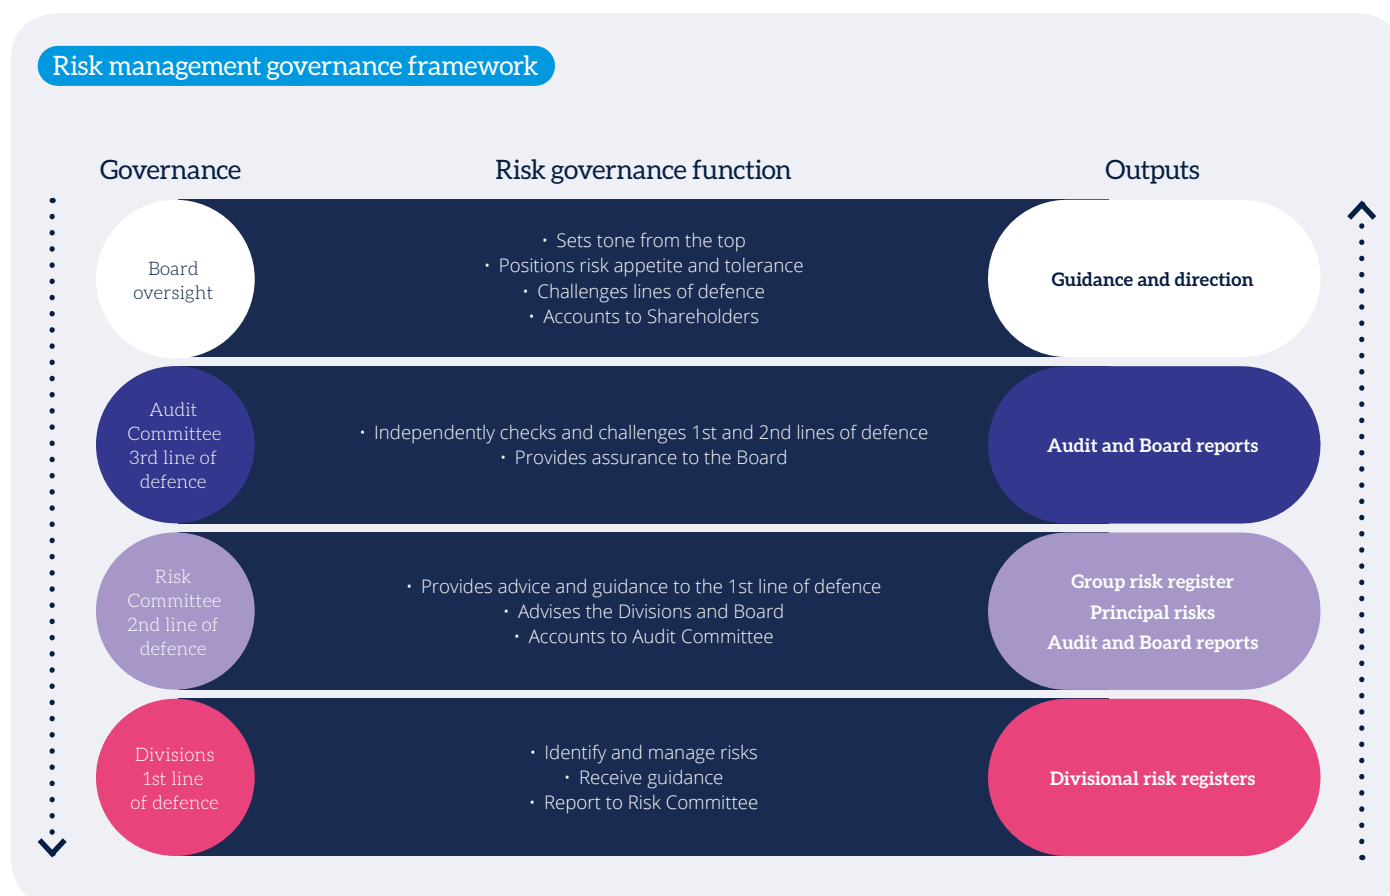 Risk management governance framework
Governance
Risk governance function
Outputs
Board
oversight
• Sets tone from the top
• Positions risk appetite and tolerance
• Challenges lines of defence
• Accounts to Shareholders
Guidance and direction
Audit
Committee
3rd line of
defence
• Independently checks and challenges 1st and 2nd lines of defence
• Provides assurance to the Board
Audit and Board reports
Risk
Committee
2nd line of
defence
• Provides advice and guidance to the 1st line of defence
• Advises the Divisions and Board
• Accounts to Audit Committee
Group risk register
Principal risks
Audit and Board reports
Divisions
1st line
of defence
• Identify and manage risks
• Receive guidance
• Report to Risk Committee
Divisional risk registers